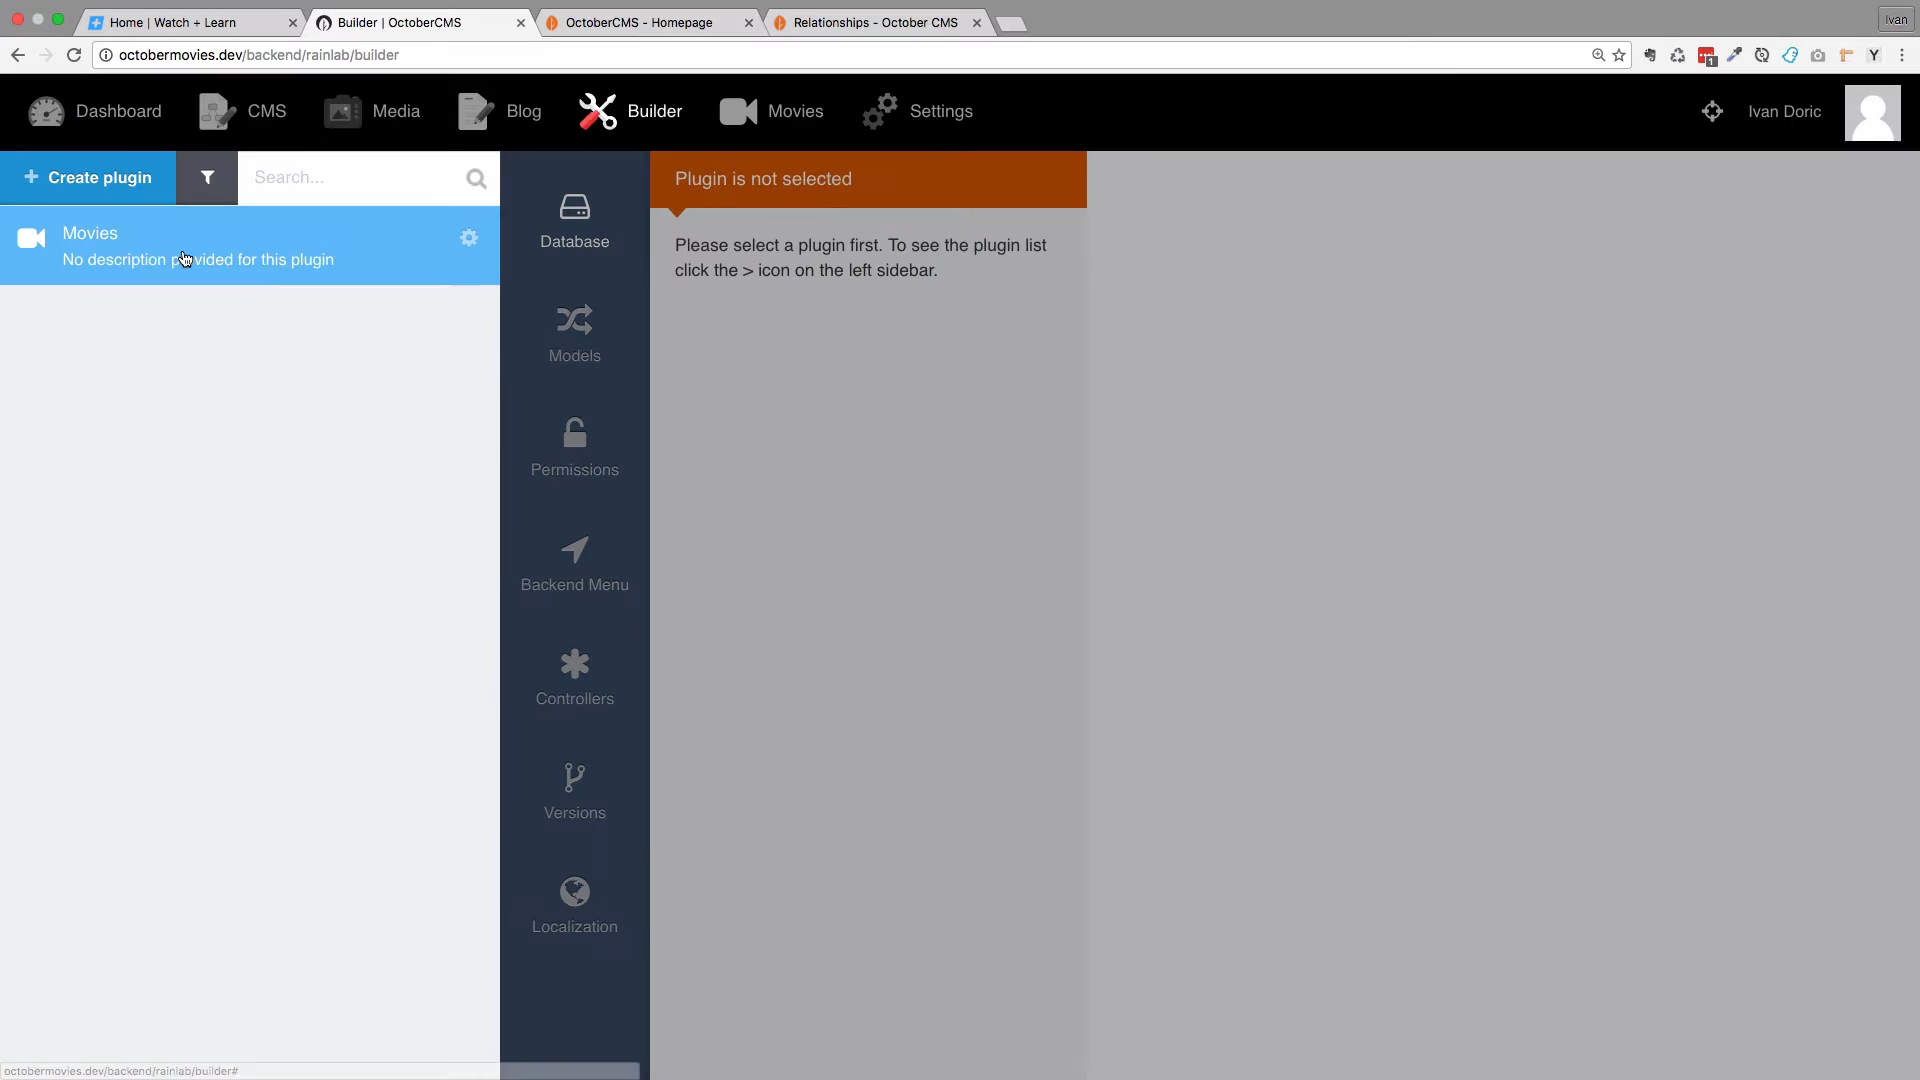 Home | Watch + Learn
Builder | OctoberCMS
OctoberCMS - Homepage
Relationships - October CMS
Ivan
octobermovies.dev/backend/rainlab/builder
1
Y
Dashboard
CMS
Media
Blog
Builder
Movies
Settings
Ivan Doric
+ Create plugin
Search...
Movies
No description provided for this plugin
Database
Models
Permissions
Backend Menu
Controllers
Versions
Localization
Plugin is not selected
Please select a plugin first. To see the plugin list
click the > icon on the left sidebar.
octobermovies.dev/backend/rainlab/builder#